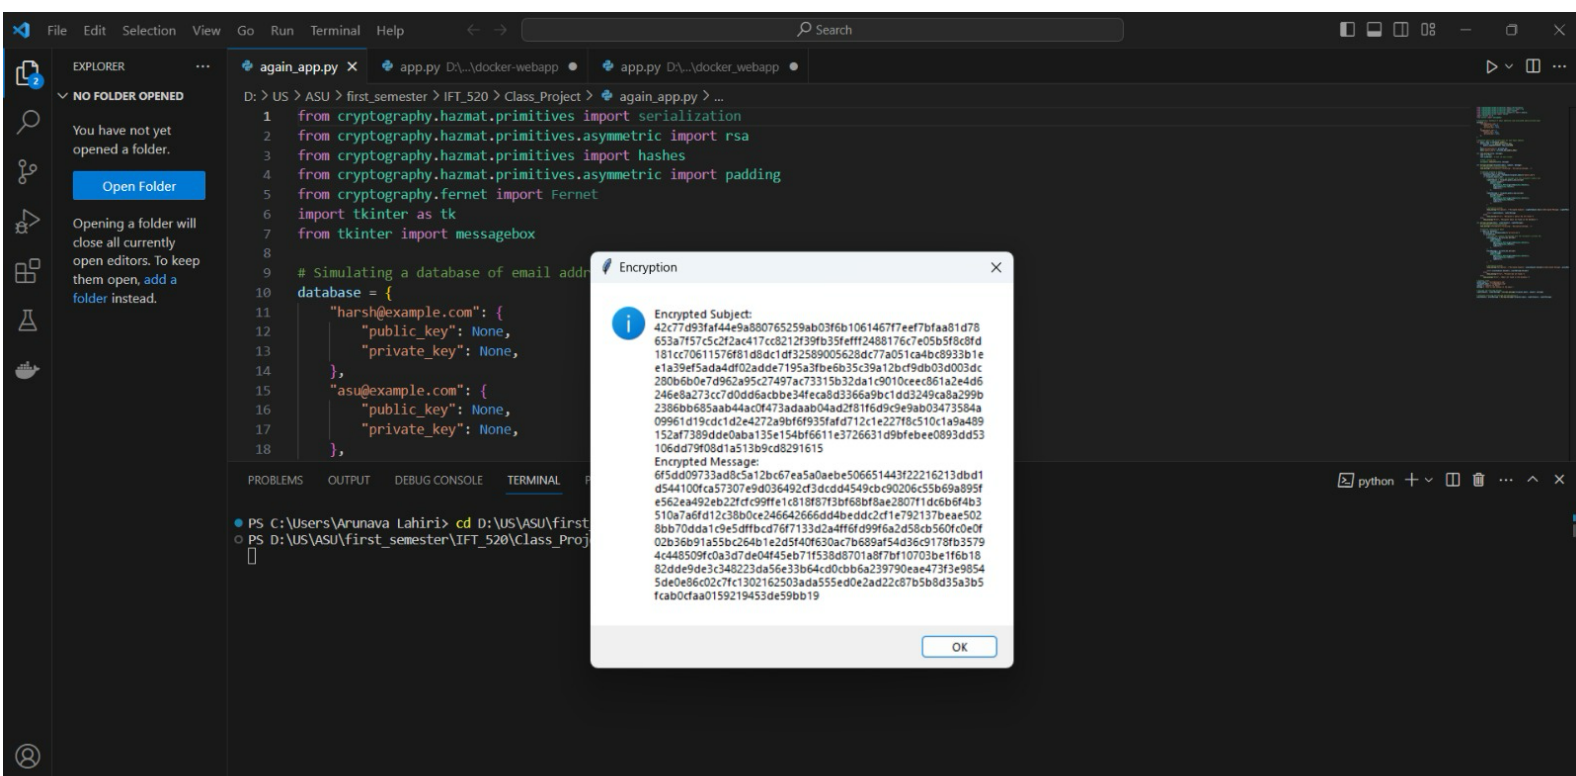 File Edit Selection View Go Run Terminal Help
Search
EXPLORER
NO FOLDER OPENED
You have not yet
opened a folder.
Open Folder
Opening a folder will
close all currently
open editors. To keep
them open, add a
folder instead.
2
again_app.py
app.py D:\...\docker-webapp
app.py D:\...\docker_webapp
D: > US > ASU > first_semester > IFT_520 > Class_Project > again_app.py > ...
1 from cryptography.hazmat.primitives import serialization
2 from cryptography.hazmat.primitives.asymmetric import rsa
3 from cryptography.hazmat.primitives import hashes
4 from cryptography.hazmat.primitives.asymmetric import padding
5 from cryptography.fernet import Fernet
6 import tkinter as tk
7 from tkinter import messagebox
8
9 # Simulating a database of email addr
10 database = {
11 "harsh@example.com": {
12 "public_key": None,
13 "private_key": None,
14 },
15 "asu@example.com": {
16 "public_key": None,
17 "private_key": None,
18 },
PROBLEMS OUTPUT DEBUG CONSOLE TERMINAL
python
PS C:\Users\Arunava Lahiri> cd D:\US\ASU\first_
PS D:\US\ASU\first_semester\IFT_520\Class_Proj
Encryption
Encrypted Subject:
42c77d93faf44e9a880765259ab03f6b1061467f7eef7bfaa81d78
653a7f57c5c2f2ac417cc8212f39fb35fefff2488176c7e05b5f8c8fd
181cc70611576f81d8dc1df32589005628dc77a051ca4bc8933b1e
e1a39ef5ada4df02adde7195a3fbe6b35c39a12bcf9db03d003dc
280b6b0e7d962a95c27497ac73315b32da1c9010ceec861a2e4d6
246e8a273cc7d0dd6acbbe34feca8d3366a9bc1dd3249ca8a299b
2386bb685aab44ac0f473adaab04ad2f81f6d9c9e9ab03473584a
09961d19cdc1d2e4272a9bf6f935fafd712c1e227f8c510c1a9a489
152af7389dde0aba135e154bf6611e3726631d9bfebee0893dd53
106dd79f08d1a513b9cd8291615
Encrypted Message:
6f5dd09733ad8c5a12bc67ea5a0aebe506651443f22216213dbd1
d544100fca57307e9d036492cf3dcdd4549cbc90206c55b69a895f
e562ea492eb22fcfc99ffe1c818f87f3bf68bf8ae2807f1dc6b6f4b3
510a7a6fd12c38b0ce246642666dd4beddc2cf1e792137beae502
8bb70dda1c9e5dffbcd76f7133d2a4ff6fd99f6a2d58cb560fc0e0f
02b36b91a55bc264b1e2d5f40f630ac7b689af54d36c9178fb3579
4c448509fc0a3d7de04f45eb71f538d8701a8f7bf10703be1f6b18
82dde9de3c348223da56e33b64cd0cbb6a239790eae473f3e9854
5de0e86c02c7fc1302162503ada555ed0e2ad22c87b5b8d35a3b5
fcab0cfaa0159219453de59bb19
OK